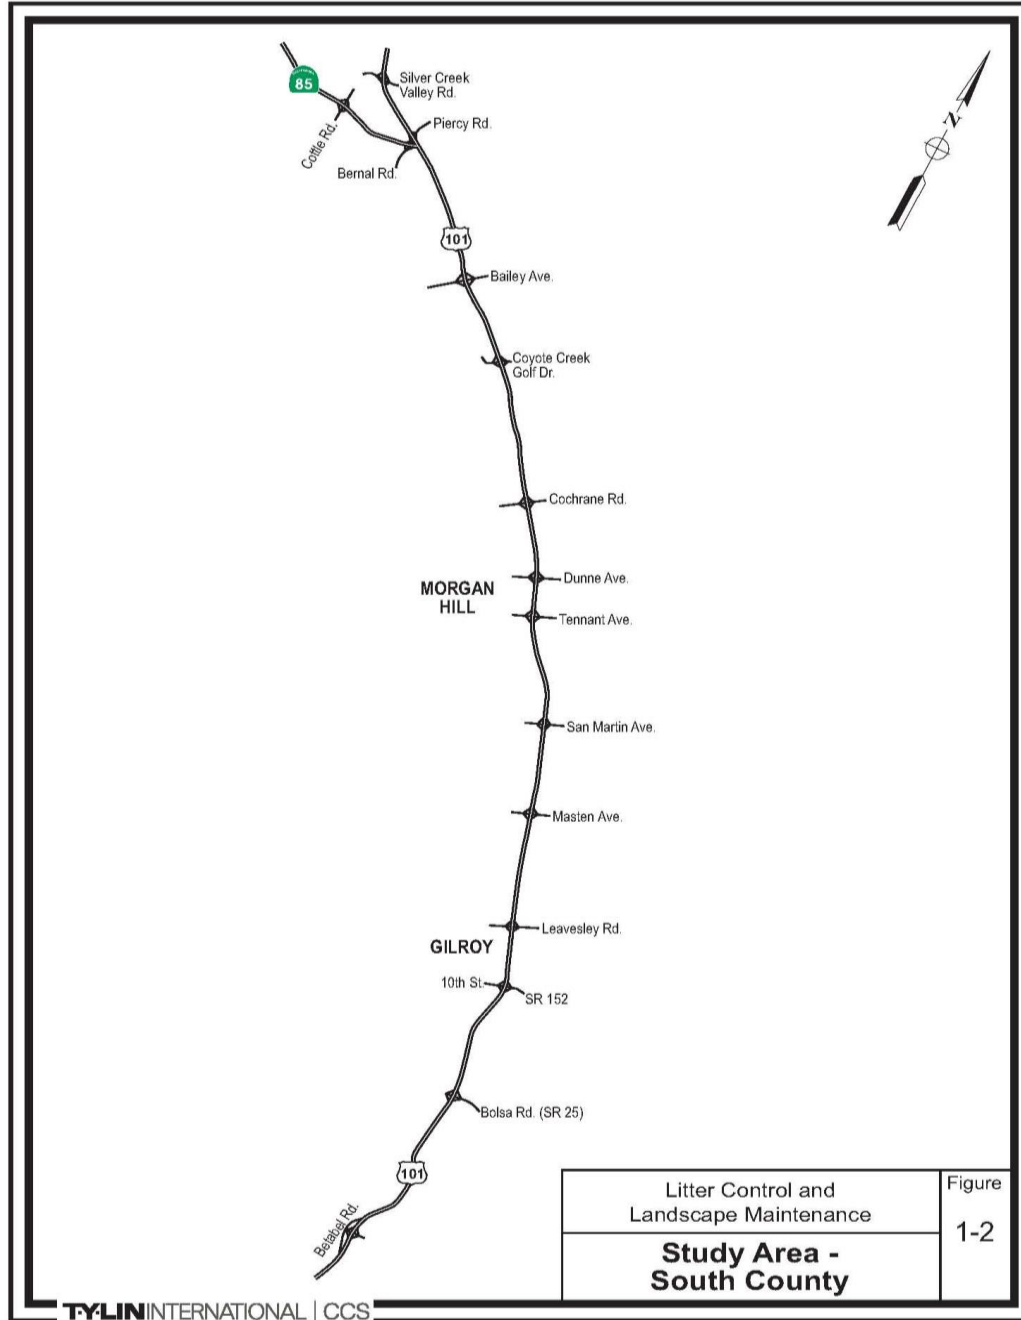 85
Silver Creek
Valley Rd.
Cottle Rd.
Piercy Rd.
Bernal Rd.
N
101
Bailey Ave.
Coyote Creek
Golf Dr.
Cochrane Rd.
Dunne Ave.
MORGAN
HILL
Tennant Ave.
San Martin Ave.
Masten Ave.
Leavesley Rd.
GILROY
10th St.
SR 152
Bolsa Rd. (SR 25)
101
Betabel Rd.
Litter Control and
Landscape Maintenance
Study Area -
South County
Figure
1-2
T·Y·LIN INTERNATIONAL | CCS